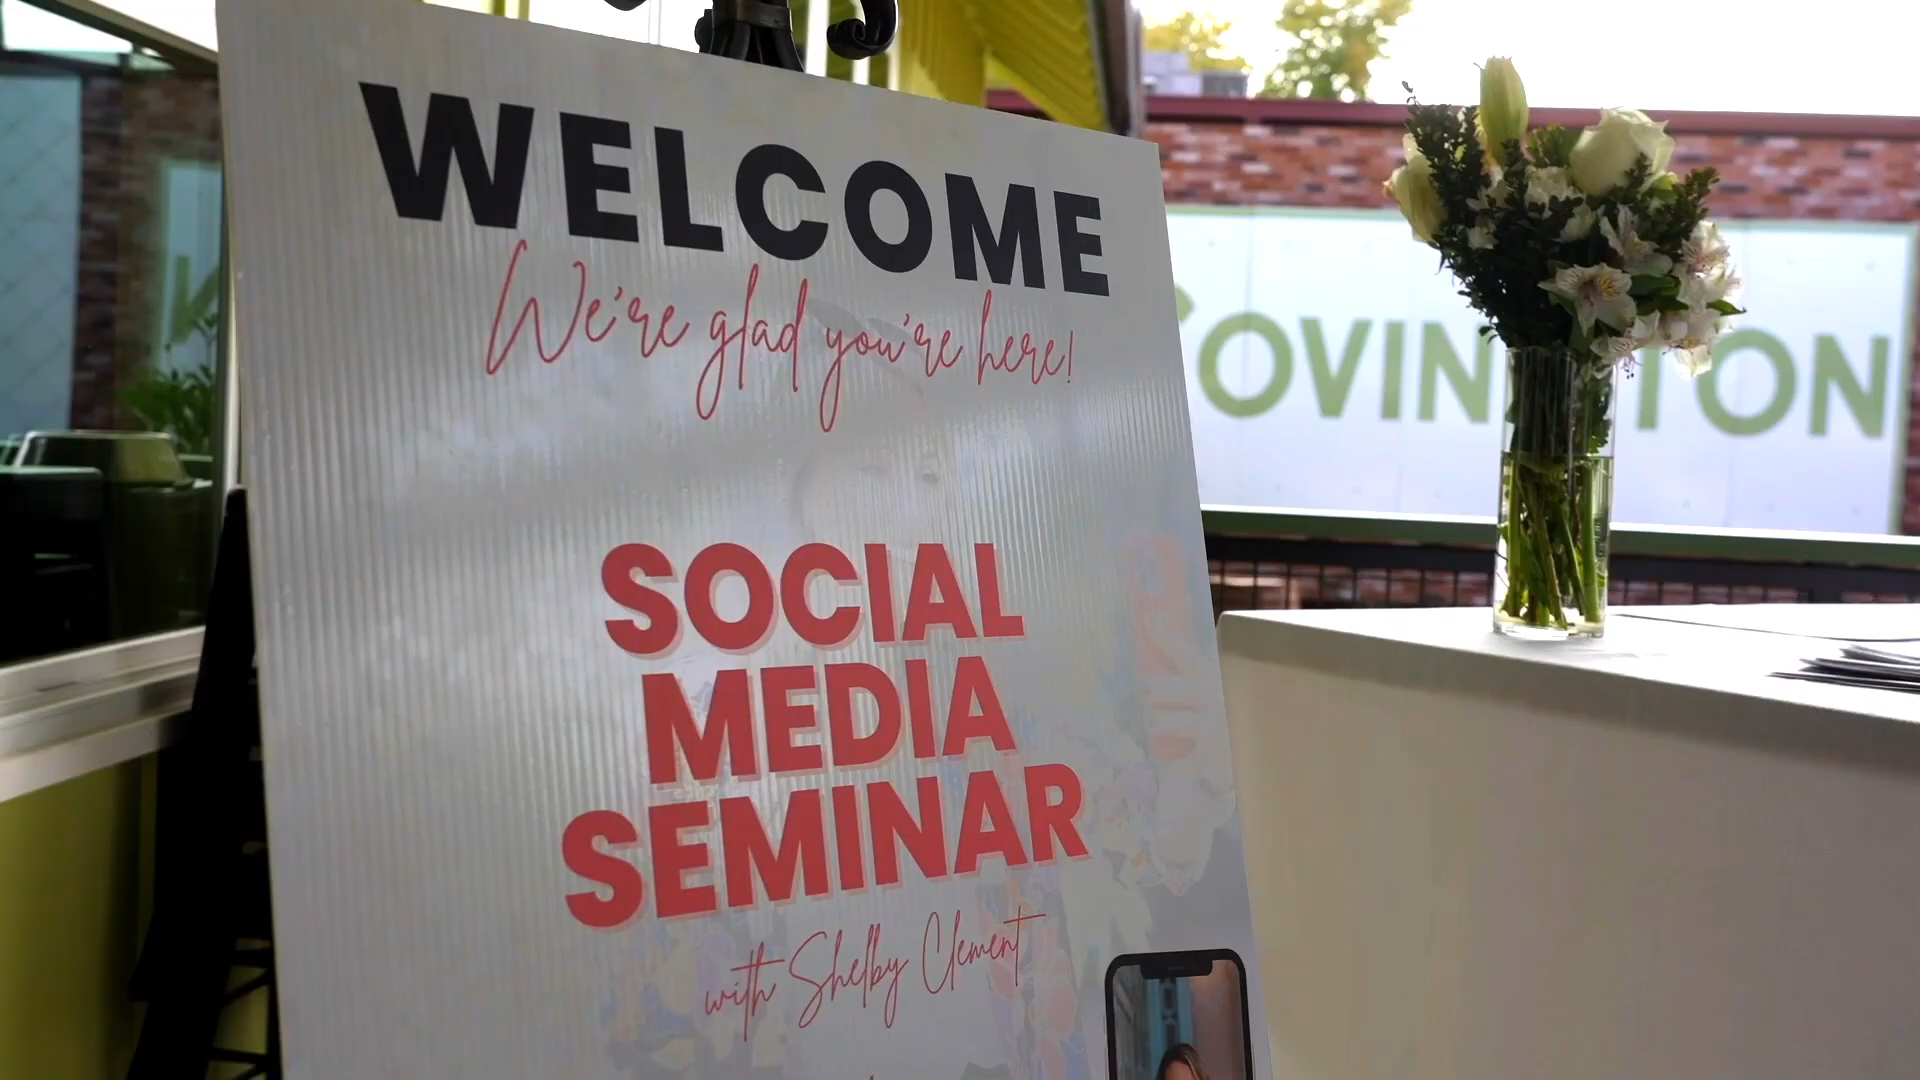 WELCOME
We're glad you're here!
SOCIAL
MEDIA
SEMINAR
with Shelby Clement